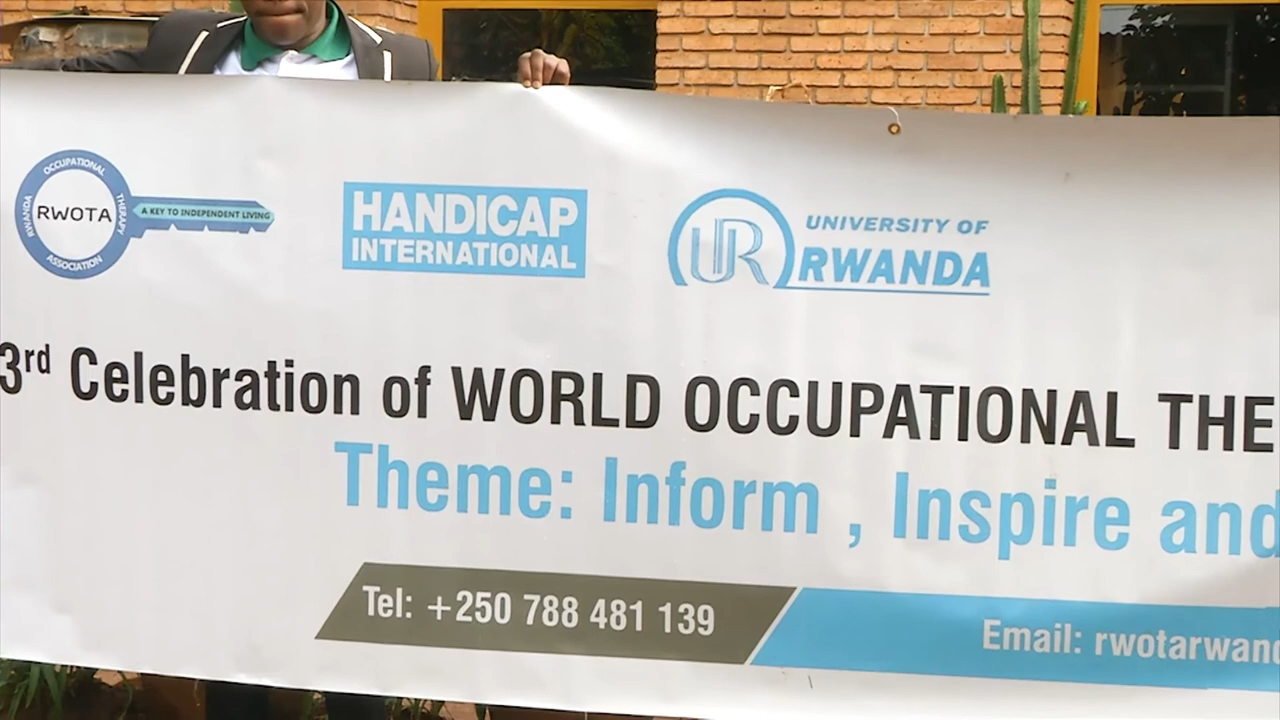 RWANDA OCCUPATIONAL THERAPY ASSOCIATION
RWOTA
A KEY TO INDEPENDENT LIVING
HANDICAP
INTERNATIONAL
UR
UNIVERSITY OF
RWANDA
3rd Celebration of WORLD OCCUPATIONAL THE
Theme: Inform , Inspire and
Tel: +250 788 481 139
Email: rwotarwan